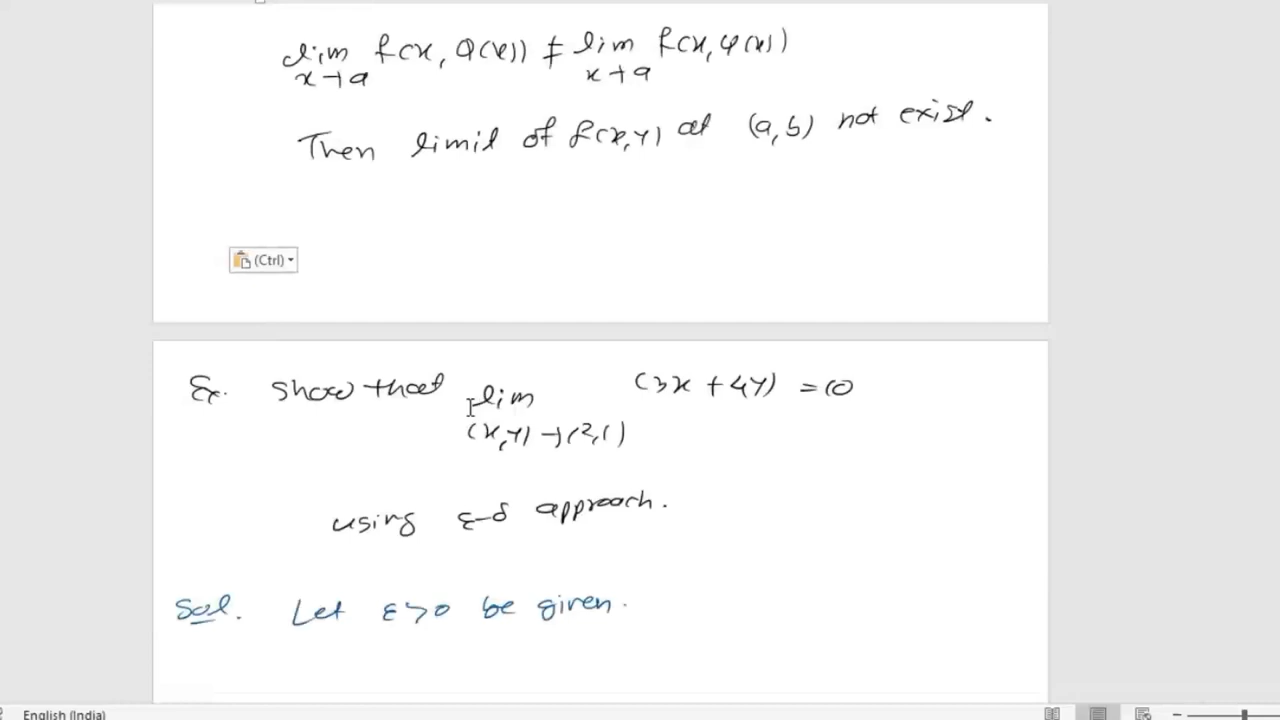 lim f(x, φ(x)) ≠ lim f(x, ψ(x))
x→a x→a
Then limit of f(x,y) at (a,b) not exist.
(Ctrl)
Ex. Show that lim (3x + 4y) = 10
(x,y)→(2,1)
using ε-δ approach.
Sol. Let ε>0 be given.
English (India)